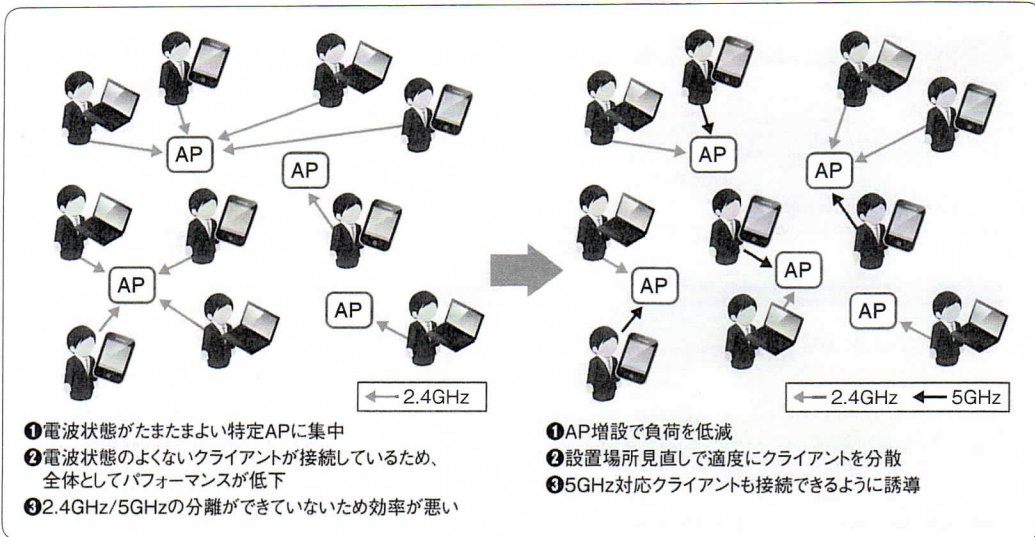 AP
AP
AP
AP
2.4GHz
❶電波状態がたまたまよい特定APに集中
❷電波状態のよくないクライアントが接続しているため、
全体としてパフォーマンスが低下
❸2.4GHz/5GHzの分離ができていないため効率が悪い
AP
AP
AP
AP
AP
2.4GHz 5GHz
❶AP増設で負荷を低減
❷設置場所見直しで適度にクライアントを分散
❸5GHz対応クライアントも接続できるように誘導